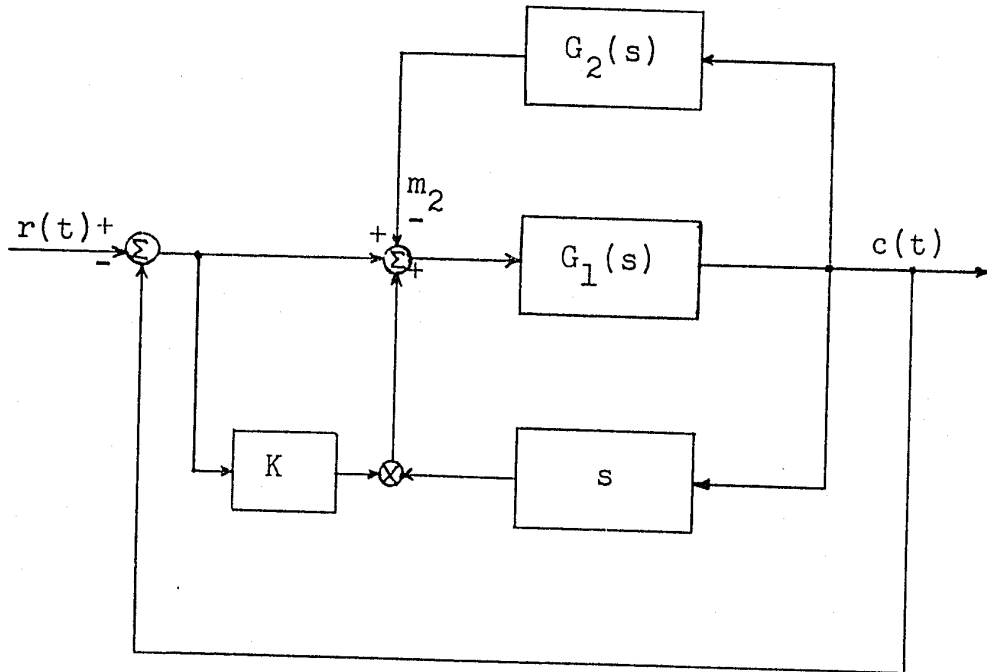 G2(s)
m2
-
r(t) +
-
Σ
+
Σ
+
G1(s)
c(t)
K
s